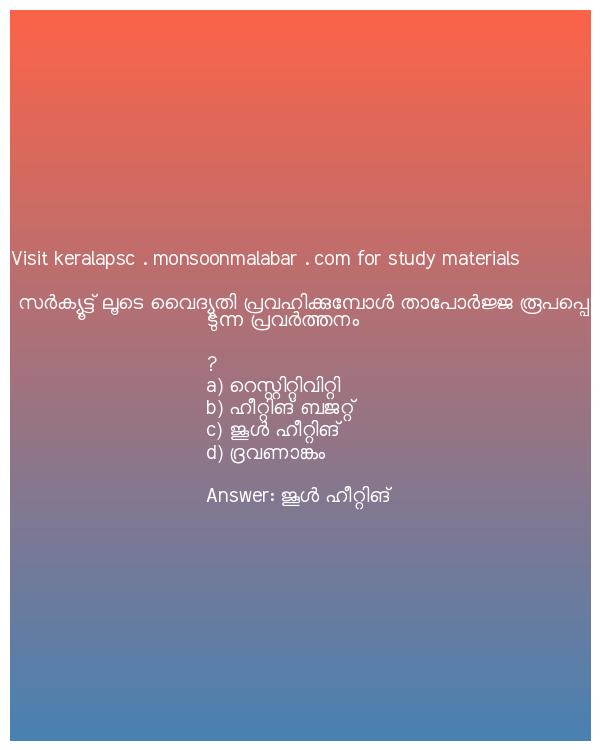 Visit keralapsc . monsoonmalabar . com for study materials
സർക്യൂട്ട് ലൂടെ വൈദ്യുതി പ്രവഹിക്കുമ്പോൾ താപോർജ്ജ രൂപപ്പെ
ടുന്ന പ്രവർത്തനം
?
a) റെസ്റ്റിറ്റിവിറ്റി
b) ഹീറ്റിങ് ബജറ്റ്
c) ജൂൾ ഹീറ്റിങ്
d) ദ്രവണാങ്കം
Answer: ജൂൾ ഹീറ്റിങ്